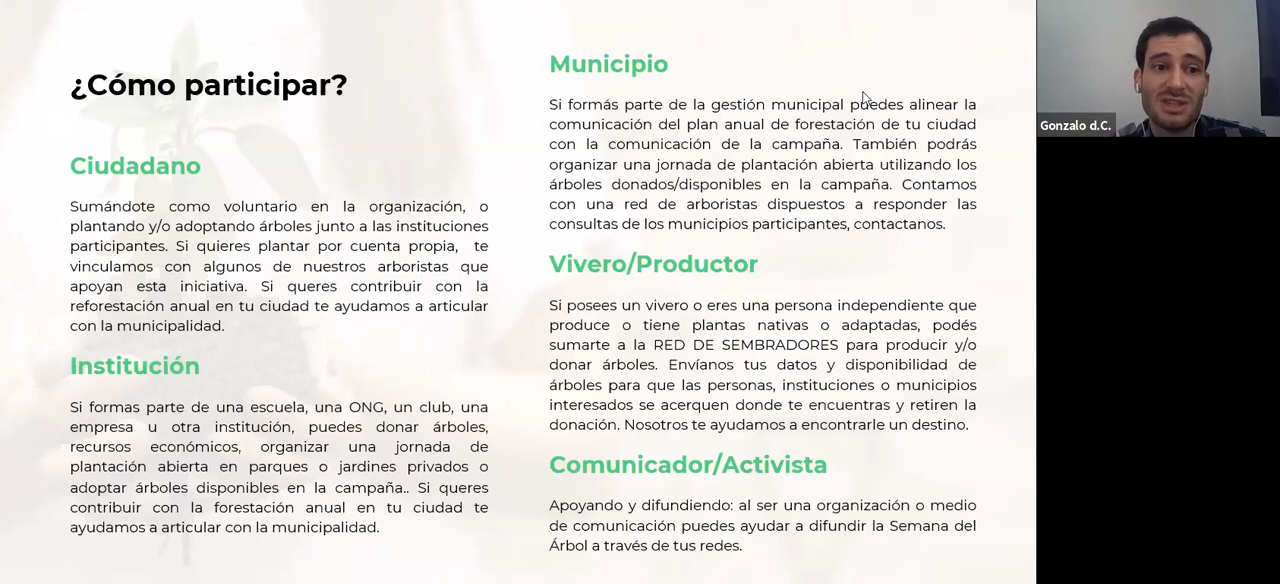 ¿Cómo participar?
Ciudadano
Sumándote como voluntario en la organización, o
plantando y/o adoptando árboles junto a las instituciones
participantes. Si quieres plantar por cuenta propia, te
vinculamos con algunos de nuestros arboristas que
apoyan esta iniciativa. Si queres contribuir con la
reforestación anual en tu ciudad te ayudamos a articular
con la municipalidad.
Institución
Si formas parte de una escuela, una ONG, un club, una
empresa u otra institución, puedes donar árboles,
recursos económicos, organizar una jornada de
plantación abierta en parques o jardines privados o
adoptar árboles disponibles en la campaña.. Si queres
contribuir con la forestación anual en tu ciudad te
ayudamos a articular con la municipalidad.
Municipio
Si formás parte de la gestión municipal puedes alinear la
comunicación del plan anual de forestación de tu ciudad
con la comunicación de la campaña. También podrás
organizar una jornada de plantación abierta utilizando los
árboles donados/disponibles en la campaña. Contamos
con una red de arboristas dispuestos a responder las
consultas de los municipios participantes, contactanos.
Vivero/Productor
Si posees un vivero o eres una persona independiente que
produce o tiene plantas nativas o adaptadas, podés
sumarte a la RED DE SEMBRADORES para producir y/o
donar árboles. Envíanos tus datos y disponibilidad de
árboles para que las personas, instituciones o municipios
interesados se acerquen donde te encuentras y retiren la
donación. Nosotros te ayudamos a encontrarle un destino.
Comunicador/Activista
Apoyando y difundiendo: al ser una organización o medio
de comunicación puedes ayudar a difundir la Semana del
Árbol a través de tus redes.
Gonzalo d.C.